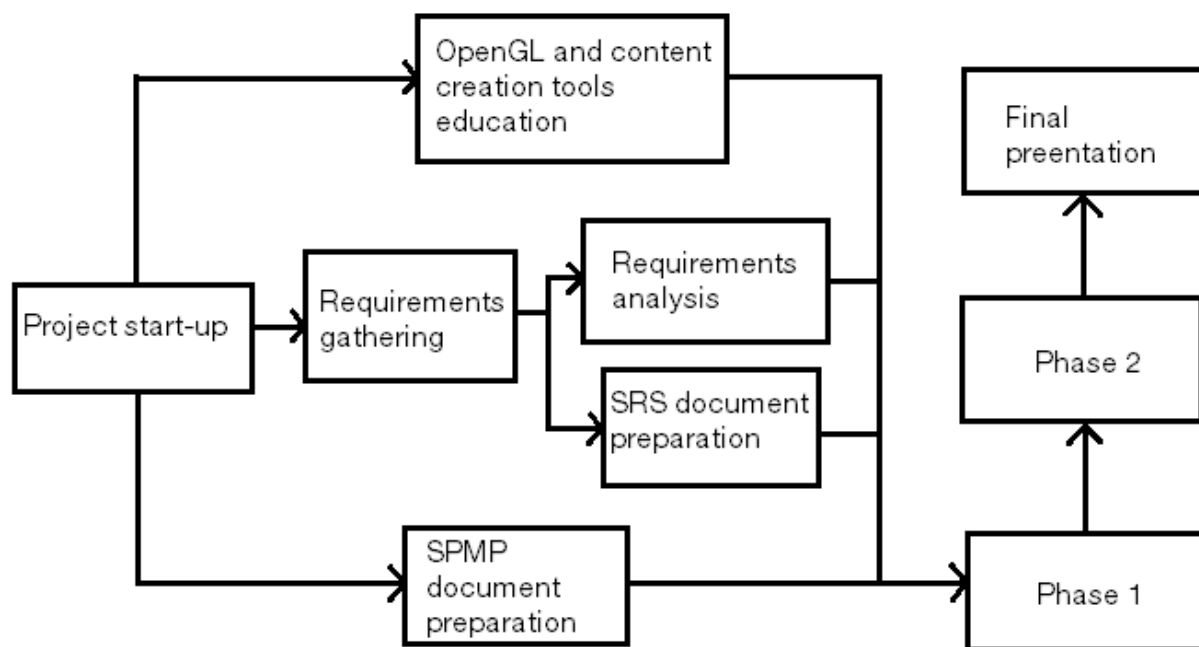 OpenGL and content
creation tools
education
Final
preentation
Requirements
analysis
Project start-up
Requirements
gathering
Phase 2
SRS document
preparation
SPMP
document
preparation
Phase 1